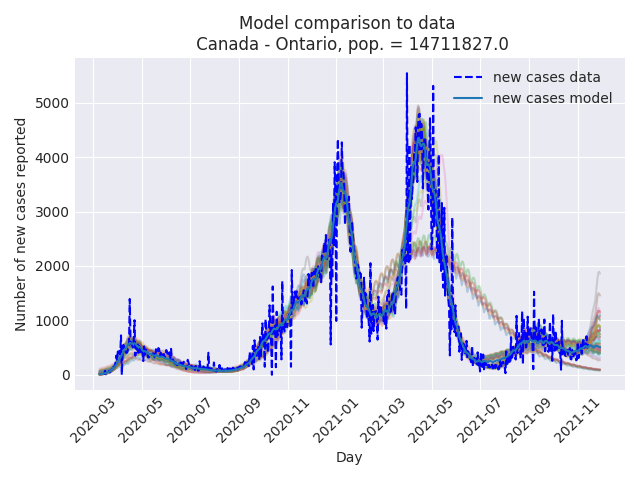 Model comparison to data
Canada - Ontario, pop. = 14711827.0
new cases data
new cases model
Number of new cases reported
5000
4000
3000
2000
1000
0
2020-03
2020-05
2020-07
2020-09
2020-11
2021-01
2021-03
2021-05
2021-07
2021-09
2021-11
Day